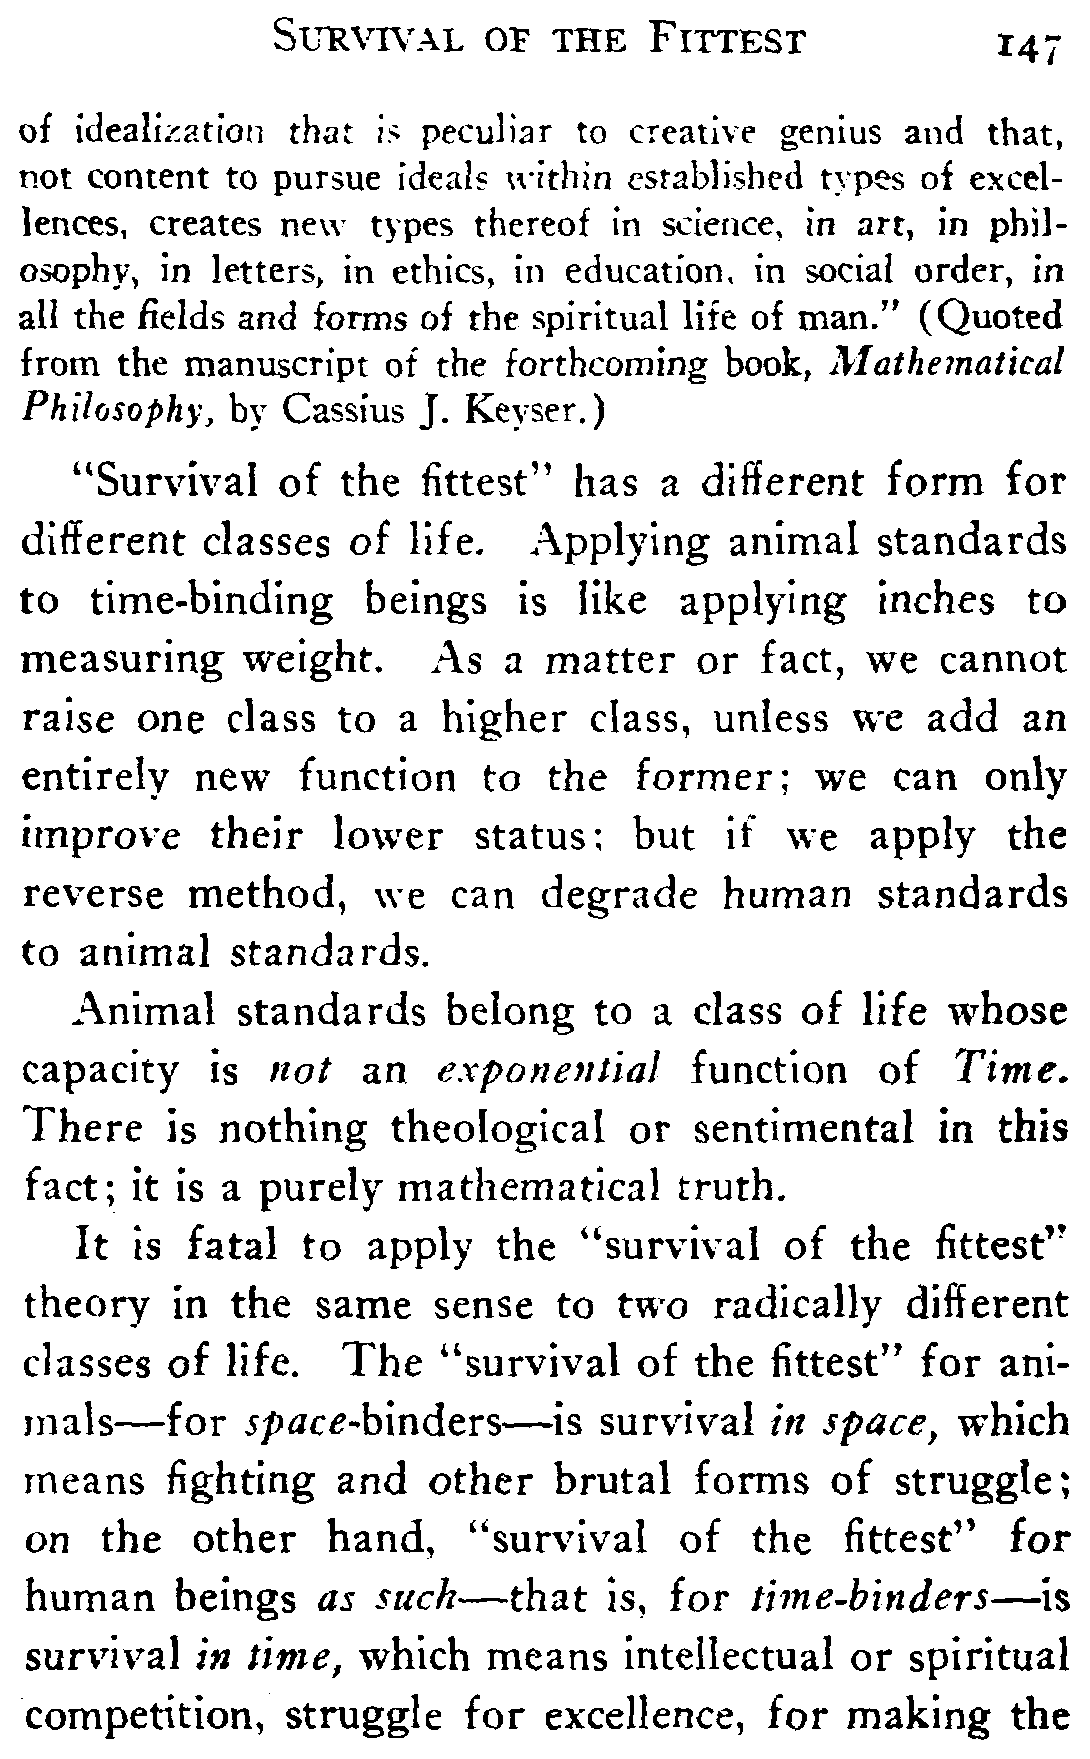 SURVIVAL OF THE FITTEST 147
of idealization that is peculiar to creative genius and that,
not content to pursue ideals within established types of excel-
lences, creates new types thereof in science, in art, in phil-
osophy, in letters, in ethics, in education, in social order, in
all the fields and forms of the spiritual life of man." (Quoted
from the manuscript of the forthcoming book, Mathematical
Philosophy, by Cassius J. Keyser.)
"Survival of the fittest" has a different form for
different classes of life. Applying animal standards
to time-binding beings is like applying inches to
measuring weight. As a matter or fact, we cannot
raise one class to a higher class, unless we add an
entirely new function to the former; we can only
improve their lower status; but if we apply the
reverse method, we can degrade human standards
to animal standards.
Animal standards belong to a class of life whose
capacity is not an exponential function of Time.
There is nothing theological or sentimental in this
fact; it is a purely mathematical truth.
It is fatal to apply the "survival of the fittest"
theory in the same sense to two radically different
classes of life. The "survival of the fittest" for ani-
mals—for space-binders—is survival in space, which
means fighting and other brutal forms of struggle;
on the other hand, "survival of the fittest" for
human beings as such—that is, for time-binders—is
survival in time, which means intellectual or spiritual
competition, struggle for excellence, for making the